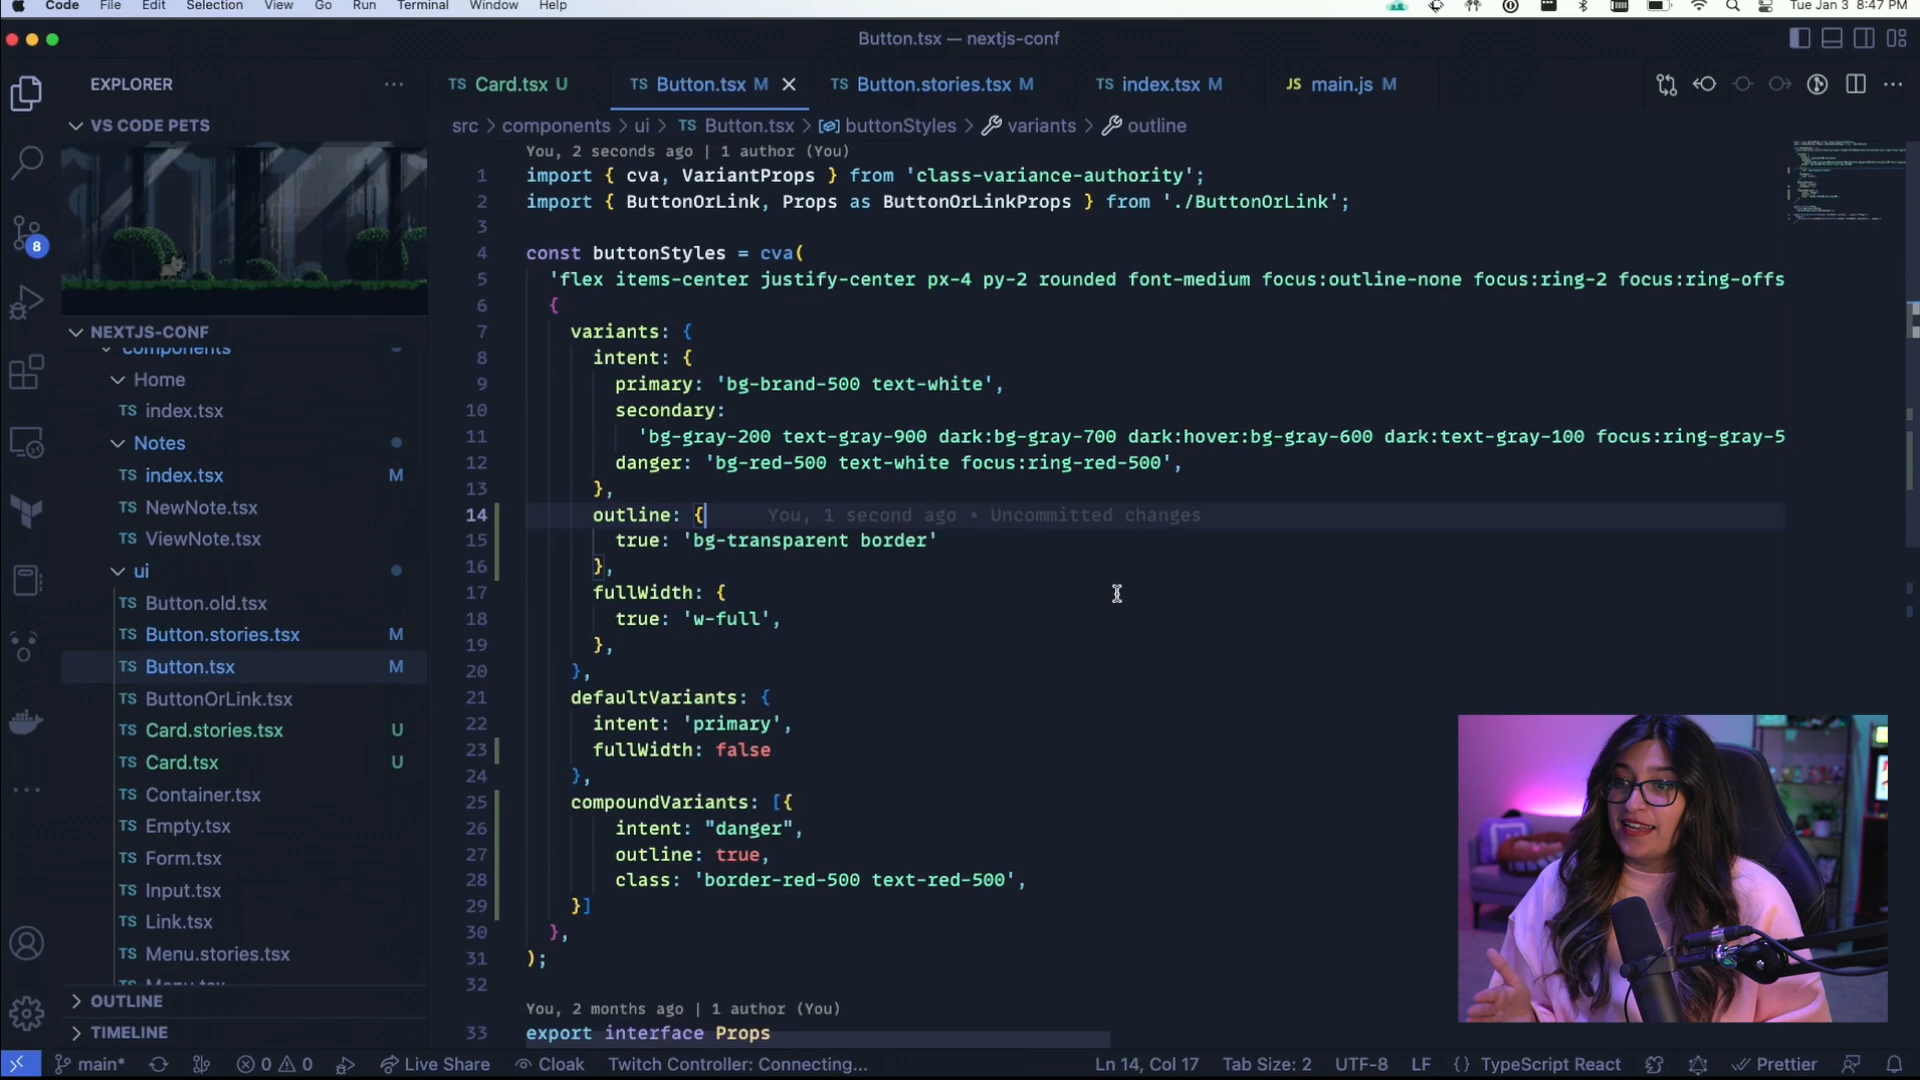 Code File Edit Selection View Go Run Terminal Window Help Tue Jan 3 8:47 PM
Button.tsx — nextjs-conf
EXPLORER
TS Card.tsx U
TS Button.tsx M
TS Button.stories.tsx M
TS index.tsx M
JS main.js M
VS CODE PETS
src > components > ui > TS Button.tsx > buttonStyles > variants > outline
8
NEXTJS-CONF
components
Home
TS index.tsx
Notes
TS index.tsx M
TS NewNote.tsx
TS ViewNote.tsx
ui
TS Button.old.tsx
TS Button.stories.tsx M
TS Button.tsx M
TS ButtonOrLink.tsx
TS Card.stories.tsx U
TS Card.tsx U
TS Container.tsx
TS Empty.tsx
TS Form.tsx
TS Input.tsx
TS Link.tsx
TS Menu.stories.tsx
TS Menu.tsx
OUTLINE
TIMELINE
You, 2 seconds ago | 1 author (You)
1 import { cva, VariantProps } from 'class-variance-authority';
2 import { ButtonOrLink, Props as ButtonOrLinkProps } from './ButtonOrLink';
3
4 const buttonStyles = cva(
5 'flex items-center justify-center px-4 py-2 rounded font-medium focus:outline-none focus:ring-2 focus:ring-offs
6 {
7 variants: {
8 intent: {
9 primary: 'bg-brand-500 text-white',
10 secondary:
11 'bg-gray-200 text-gray-900 dark:bg-gray-700 dark:hover:bg-gray-600 dark:text-gray-100 focus:ring-gray-5
12 danger: 'bg-red-500 text-white focus:ring-red-500',
13 },
14 outline: { You, 1 second ago • Uncommitted changes
15 true: 'bg-transparent border'
16 },
17 fullWidth: {
18 true: 'w-full',
19 },
20 },
21 defaultVariants: {
22 intent: 'primary',
23 fullWidth: false
24 },
25 compoundVariants: [{
26 intent: "danger",
27 outline: true,
28 class: 'border-red-500 text-red-500',
29 }]
30 },
31 );
32
You, 2 months ago | 1 author (You)
33 export interface Props
main* 0 0 Live Share Cloak Twitch Controller: Connecting... Ln 14, Col 17 Tab Size: 2 UTF-8 LF {} TypeScript React Prettier